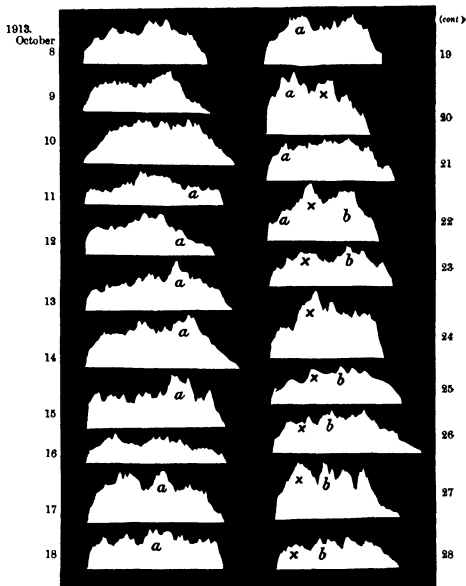 1913.
October
8
9
10
11 a
12 a
13 a
14 a
15 a
16
17 a
18 a
(cont)
a 19
a x 20
a 21
a x b 22
x b 23
x 24
x b 25
x b 26
x b 27
x b 28